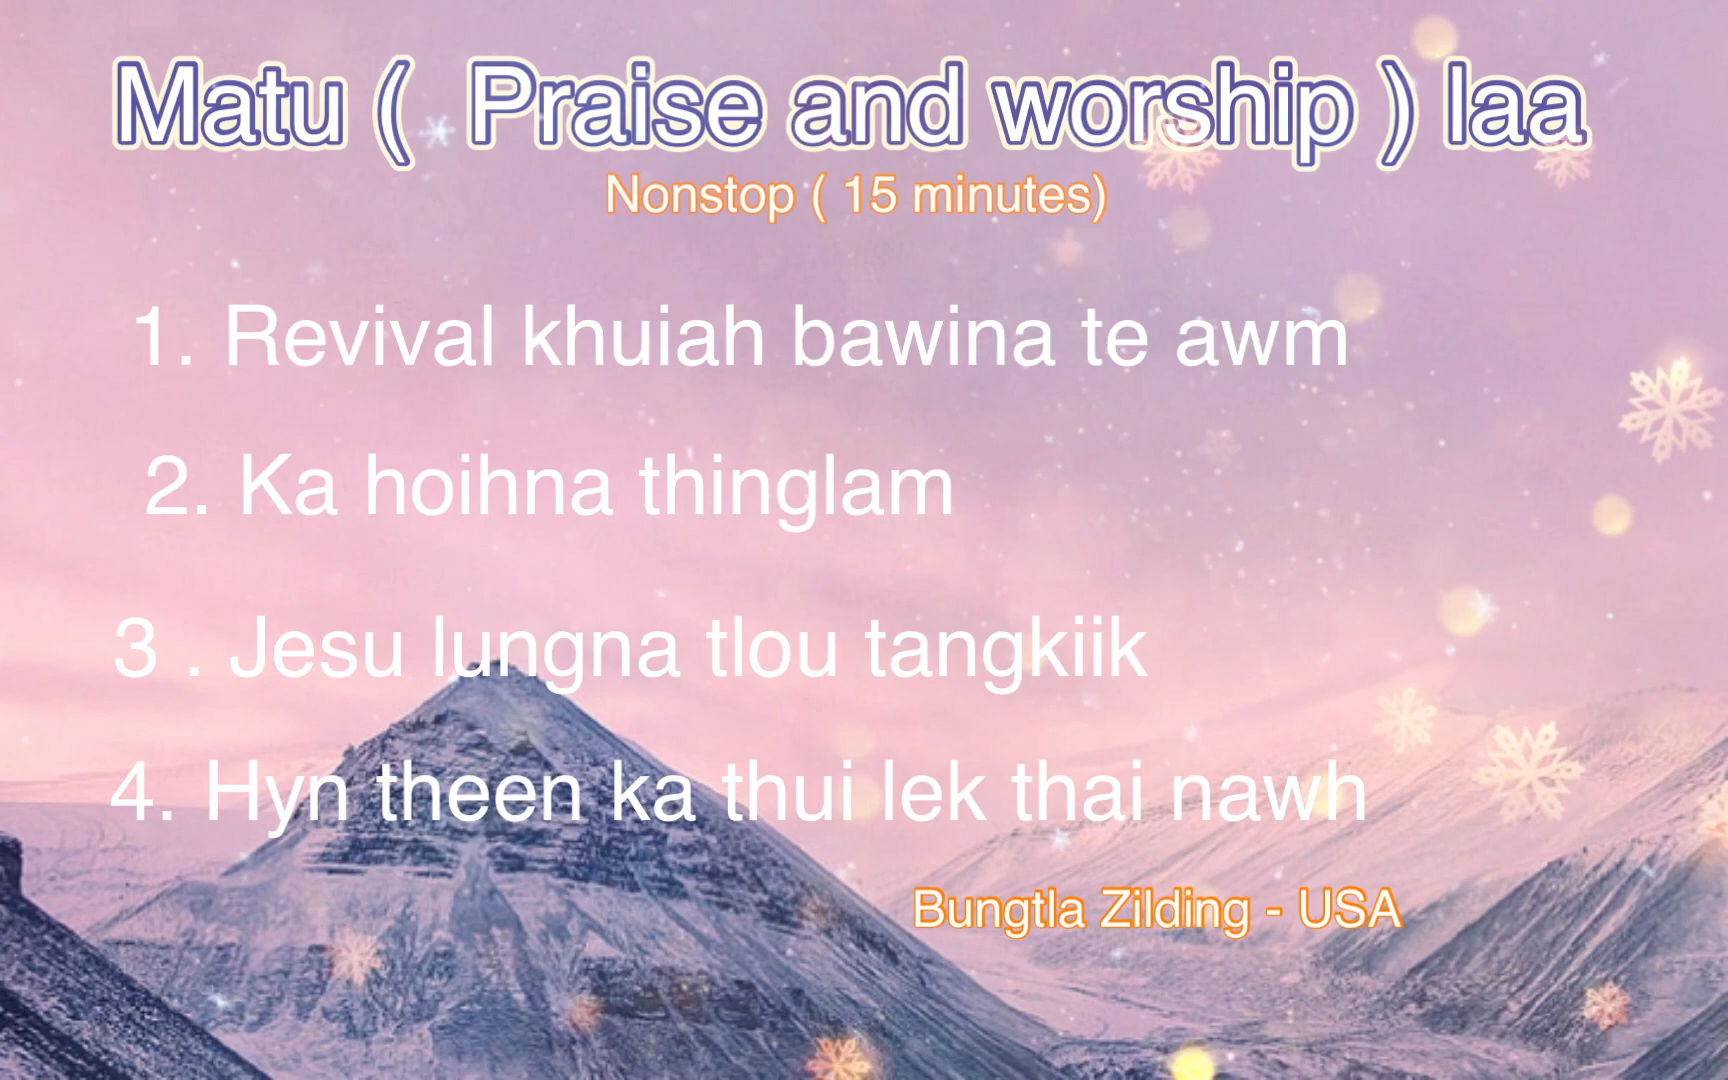 Matu ( Praise and worship ) laa
Nonstop ( 15 minutes)
1. Revival khuiah bawina te awm
2. Ka hoihna thinglam
3 . Jesu lungna tlou tangkiik
4. Hyn theen ka thui lek thai nawh
Bungtla Zilding - USA